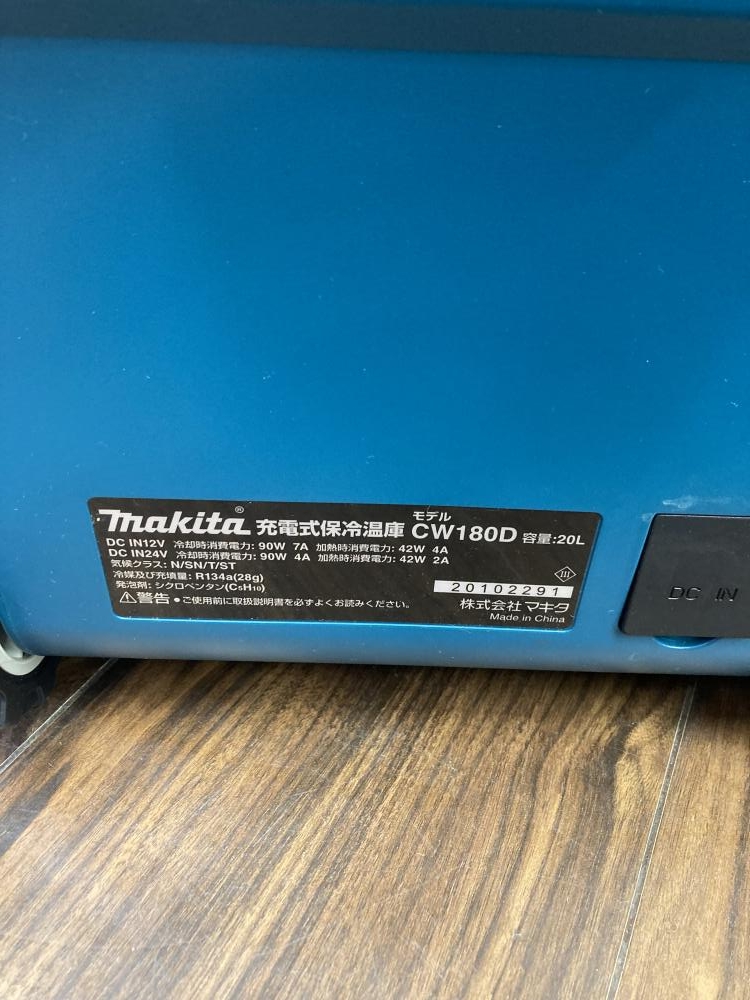 makita® 充電式保冷温庫 モデル CW180D 容量:20L
DC IN12V 冷却時消費電力: 90W 7A 加熱時消費電力: 42W 4A
DC IN24V 冷却時消費電力: 90W 4A 加熱時消費電力: 42W 2A
気候クラス: N/SN/T/ST
冷媒及び充填量: R134a(28g)
発泡剤: シクロペンタン(C₅H₁₀)
20102291
III
⚠警告 ●ご使用前に取扱説明書を必ずよくお読みください。
株式会社 マキタ
Made in China
DC IN